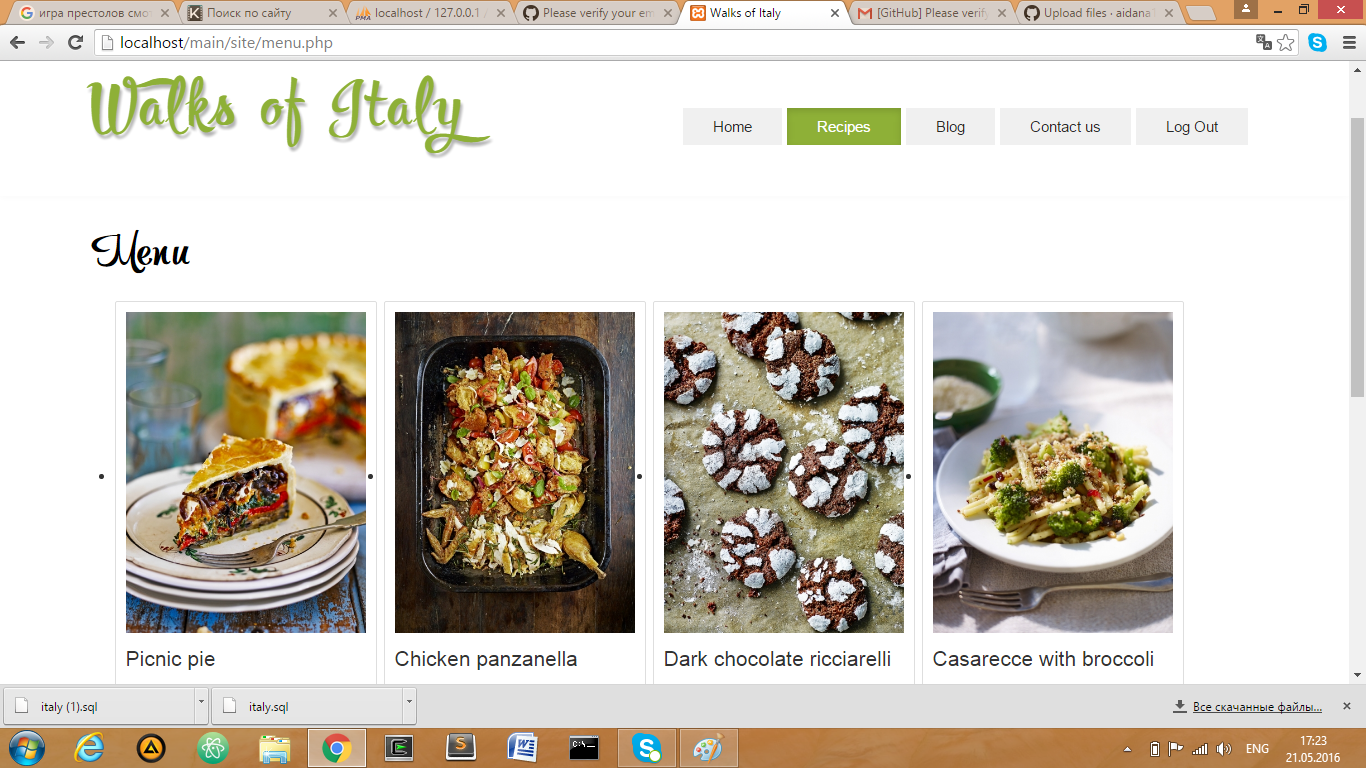 игра престолов смо
Поиск по сайту
localhost / 127.0.0.1 /
Please verify your em
Walks of Italy
[GitHub] Please verify
Upload files · aidana
localhost/main/site/menu.php
Walks of Italy
Home
Recipes
Blog
Contact us
Log Out
Menu
Picnic pie
Chicken panzanella
Dark chocolate ricciarelli
Casarecce with broccoli
italy (1).sql
italy.sql
Все скачанные файлы...
ENG
17:23
21.05.2016